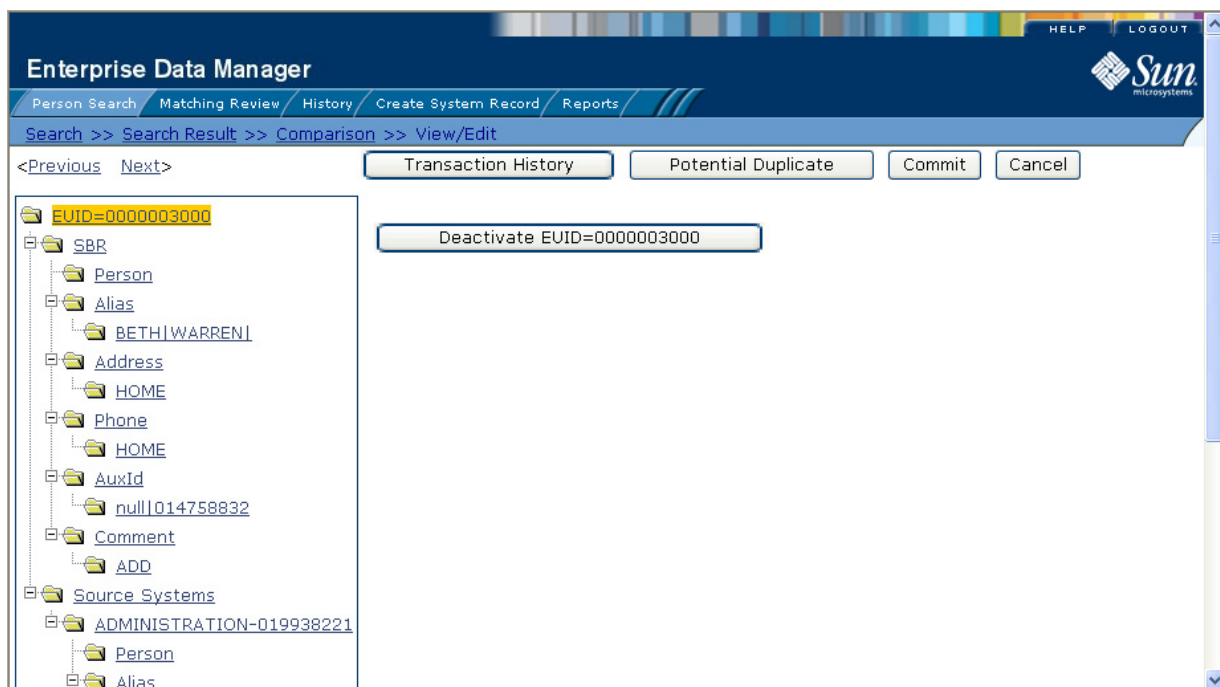 HELP LOGOUT
Enterprise Data Manager
Sun
microsystems
Person Search Matching Review History Create System Record Reports
Search >> Search Result >> Comparison >> View/Edit
<Previous Next>
Transaction History Potential Duplicate Commit Cancel
EUID=0000003000
Deactivate EUID=0000003000
SBR
Person
Alias
BETH|WARREN|
Address
HOME
Phone
HOME
AuxId
null|014758832
Comment
ADD
Source Systems
ADMINISTRATION-019938221
Person
Alias